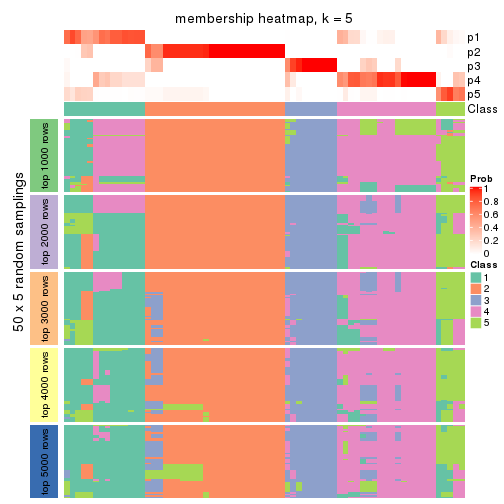 membership heatmap, k = 5
p1
p2
p3
p4
p5
Class
50 x 5 random samplings
top 1000 rows
top 2000 rows
top 3000 rows
top 4000 rows
top 5000 rows
Prob
1
0.8
0.6
0.4
0.2
0
Class
1
2
3
4
5